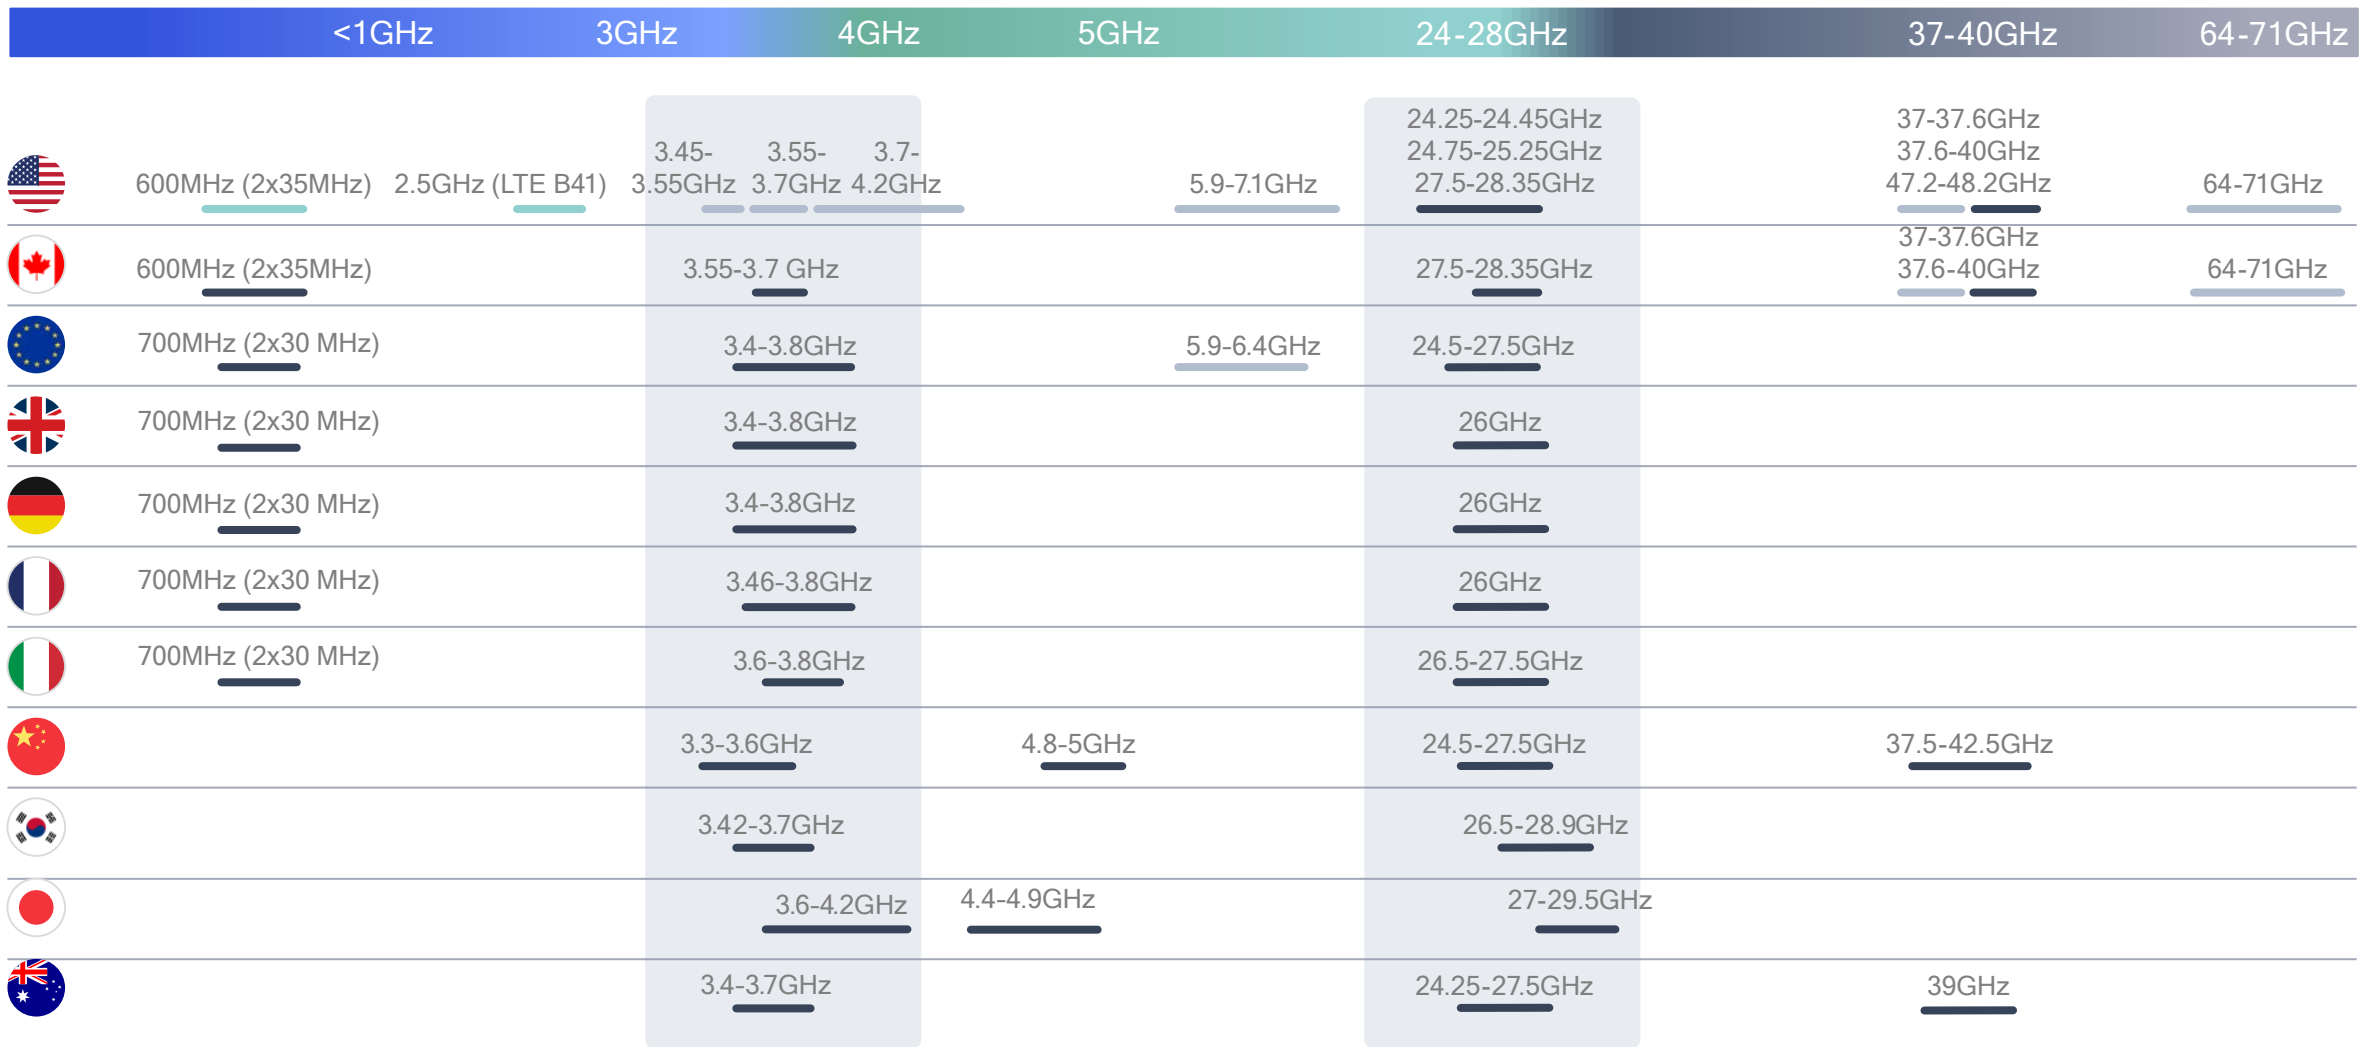 <1GHz 3GHz 4GHz 5GHz 24-28GHz 37-40GHz 64-71GHz
24.25-24.45GHz 37-37.6GHz
3.45- 3.55- 3.7- 24.75-25.25GHz 37.6-40GHz
600MHz (2x35MHz) 2.5GHz (LTE B41) 3.55GHz 3.7GHz 4.2GHz 5.9-7.1GHz 27.5-28.35GHz 47.2-48.2GHz 64-71GHz
37-37.6GHz
600MHz (2x35MHz) 3.55-3.7 GHz 27.5-28.35GHz 37.6-40GHz 64-71GHz
700MHz (2x30 MHz) 3.4-3.8GHz 5.9-6.4GHz 24.5-27.5GHz
700MHz (2x30 MHz) 3.4-3.8GHz 26GHz
700MHz (2x30 MHz) 3.4-3.8GHz 26GHz
700MHz (2x30 MHz) 3.46-3.8GHz 26GHz
700MHz (2x30 MHz) 3.6-3.8GHz 26.5-27.5GHz
3.3-3.6GHz 4.8-5GHz 24.5-27.5GHz 37.5-42.5GHz
3.42-3.7GHz 26.5-28.9GHz
3.6-4.2GHz 4.4-4.9GHz 27-29.5GHz
3.4-3.7GHz 24.25-27.5GHz 39GHz